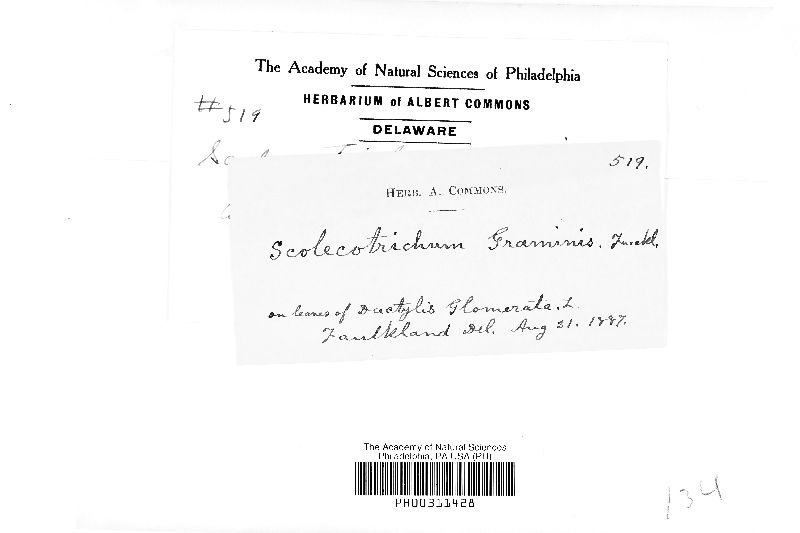 The Academy of Natural Sciences of Philadelphia
HERBARIUM of ALBERT COMMONS
#519
DELAWARE
519.
HERB. A. COMMONS.
Scolecotrichum Graminis. Fuckl.
on leaves of Dactylis Glomerata. L.
Faulkland Del. Aug 21. 1887.
The Academy of Natural Sciences
Philadelphia, PA USA (PH)
PH00311428
134